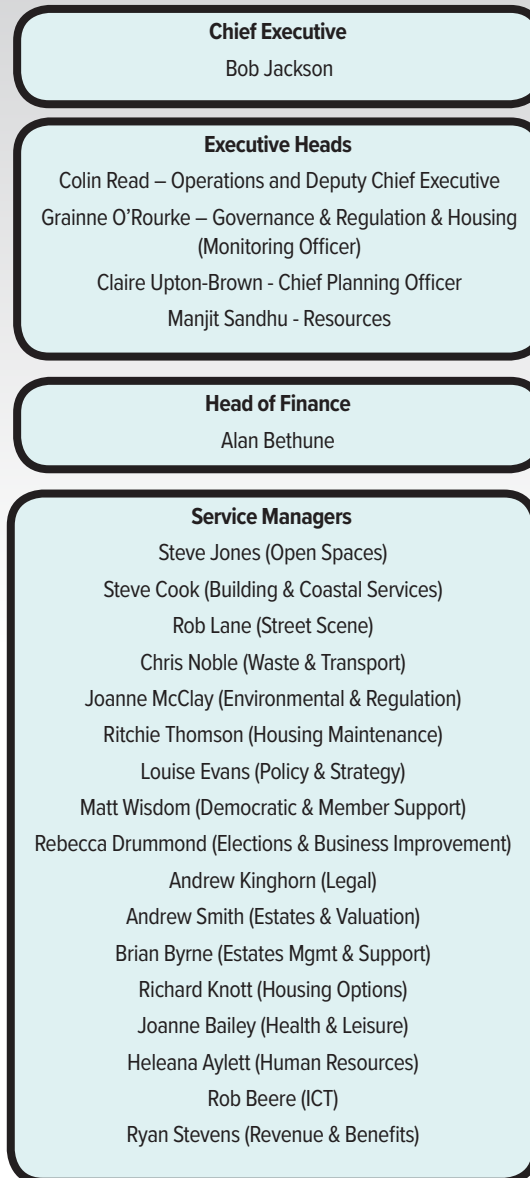 Chief Executive
Bob Jackson
Executive Heads
Colin Read – Operations and Deputy Chief Executive
Grainne O’Rourke – Governance & Regulation & Housing
(Monitoring Officer)
Claire Upton-Brown - Chief Planning Officer
Manjit Sandhu - Resources
Head of Finance
Alan Bethune
Service Managers
Steve Jones (Open Spaces)
Steve Cook (Building & Coastal Services)
Rob Lane (Street Scene)
Chris Noble (Waste & Transport)
Joanne McClay (Environmental & Regulation)
Ritchie Thomson (Housing Maintenance)
Louise Evans (Policy & Strategy)
Matt Wisdom (Democratic & Member Support)
Rebecca Drummond (Elections & Business Improvement)
Andrew Kinghorn (Legal)
Andrew Smith (Estates & Valuation)
Brian Byrne (Estates Mgmt & Support)
Richard Knott (Housing Options)
Joanne Bailey (Health & Leisure)
Heleana Aylett (Human Resources)
Rob Beere (ICT)
Ryan Stevens (Revenue & Benefits)